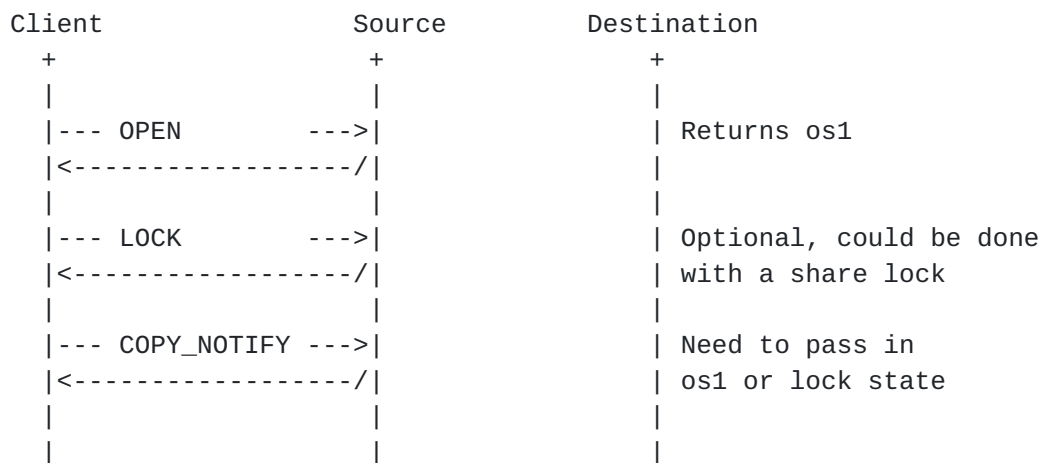 Client                Source         Destination
  +                     +                  +
  |                     |                  |
  |--- OPEN        --->|                  | Returns os1
  |<------------------/|                  |
  |                     |                  |
  |--- LOCK        --->|                  | Optional, could be done
  |<------------------/|                  | with a share lock
  |                     |                  |
  |--- COPY_NOTIFY --->|                  | Need to pass in
  |<------------------/|                  | os1 or lock state
  |                     |                  |
  |                     |                  |